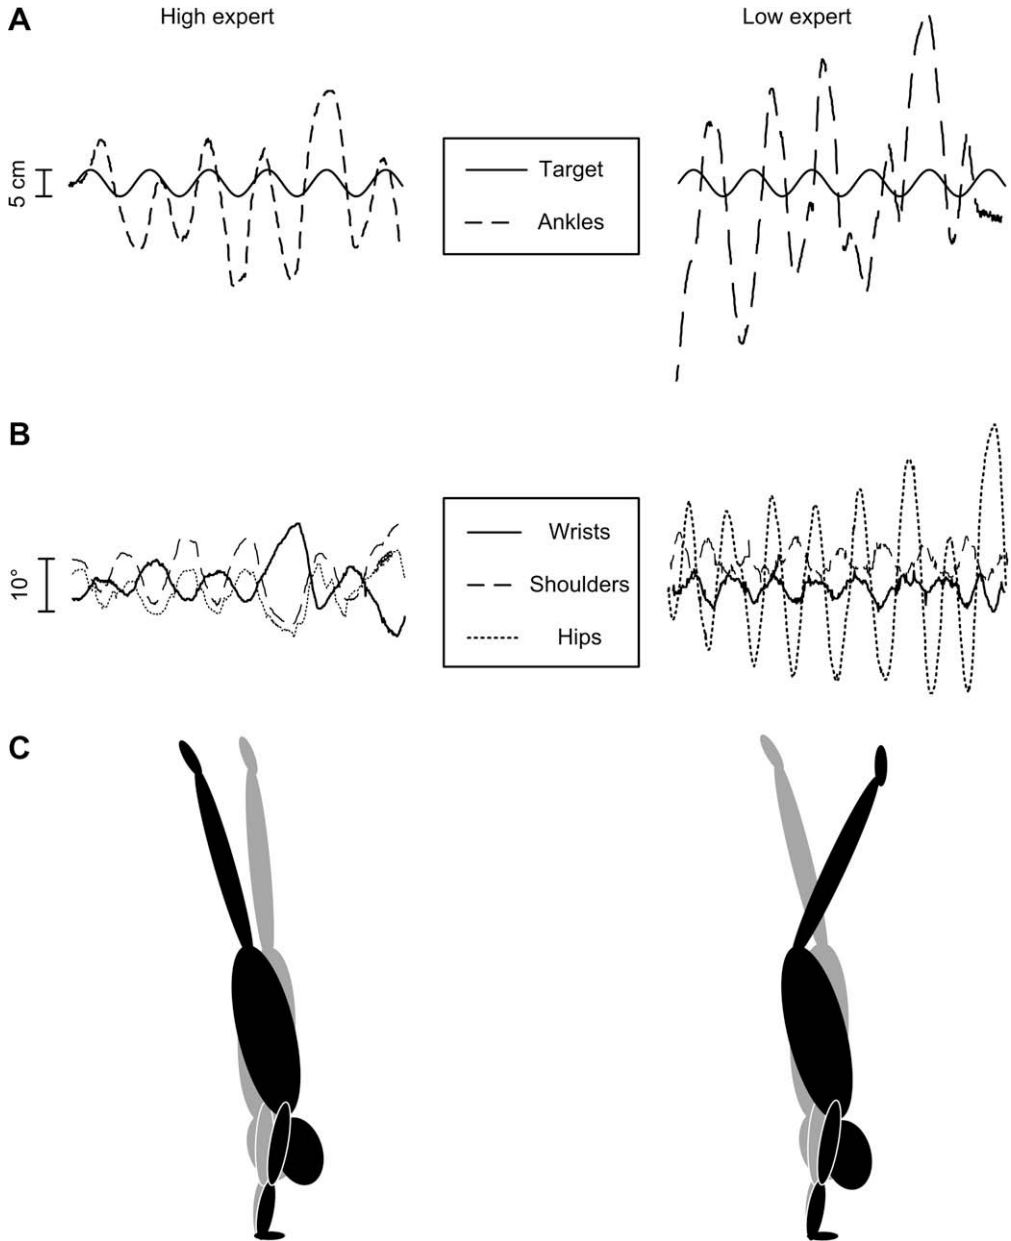 A
High expert
Low expert
5 cm
Target
Ankles
B
10°
Wrists
Shoulders
Hips
C